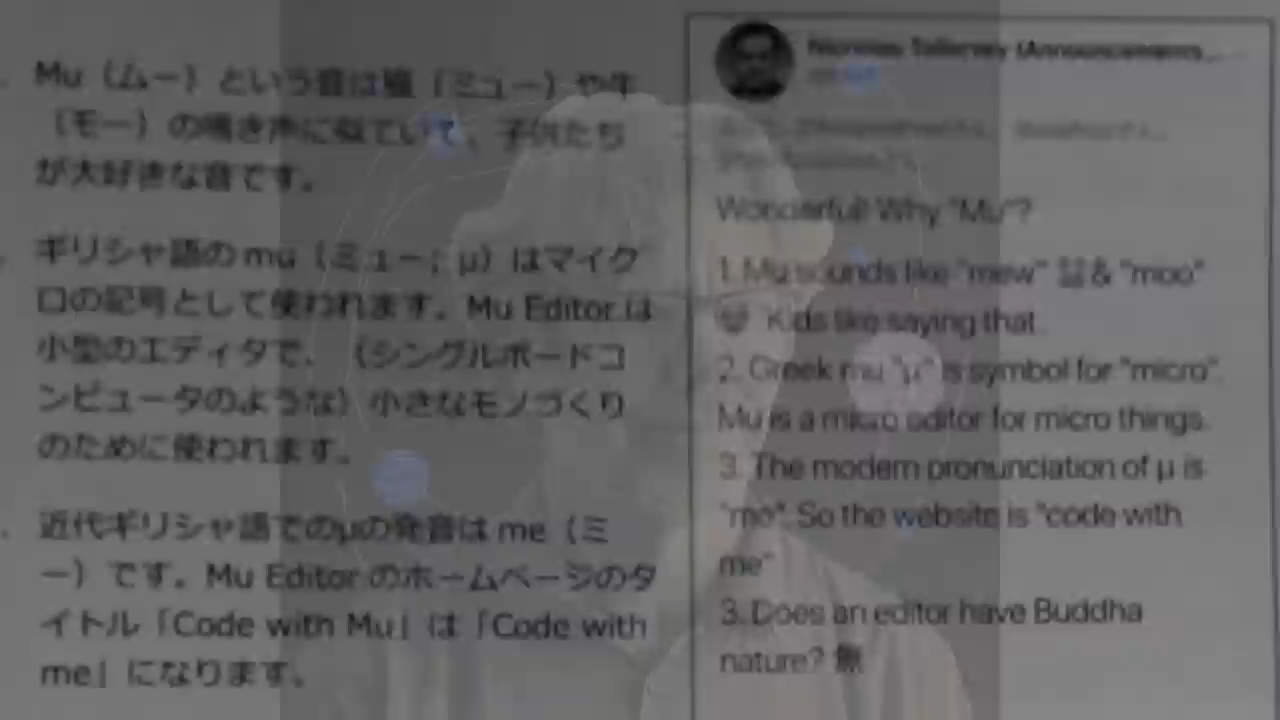 Mu（ムー）という音は猫（ミュー）や牛
（モー）の鳴き声に似ていて、子供たち
が大好きな音です。
ギリシャ語の mu（ミュー; μ）はマイク
ロの記号として使われます。Mu Editor は
小型のエディタで、（シングルボードコ
ンピュータのような）小さなモノづくり
のために使われます。
近代ギリシャ語でのμの発音は me（ミ
ー）です。Mu Editor のホームページのタ
イトル「Code with Mu」は「Code with
me」になります。
Nicholas Tollervey (Announcements...
Wonderful! Why "Mu"?
1. Mu sounds like "mew" & "moo"
Kids like saying that.
2. Greek mu "μ" is symbol for "micro".
Mu is a micro editor for micro things.
3. The modern pronunciation of μ is
"me". So the website is "code with
me"
3. Does an editor have Buddha
nature? 無